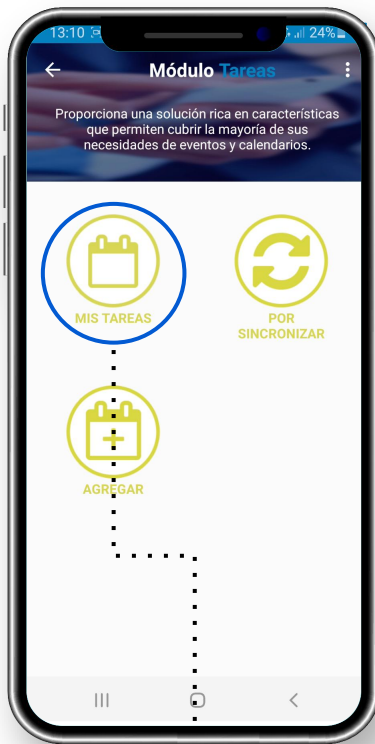 13:10 24%
Módulo Tareas
Proporciona una solución rica en características
que permiten cubrir la mayoría de sus
necesidades de eventos y calendarios.
MIS TAREAS
POR
SINCRONIZAR
AGREGAR